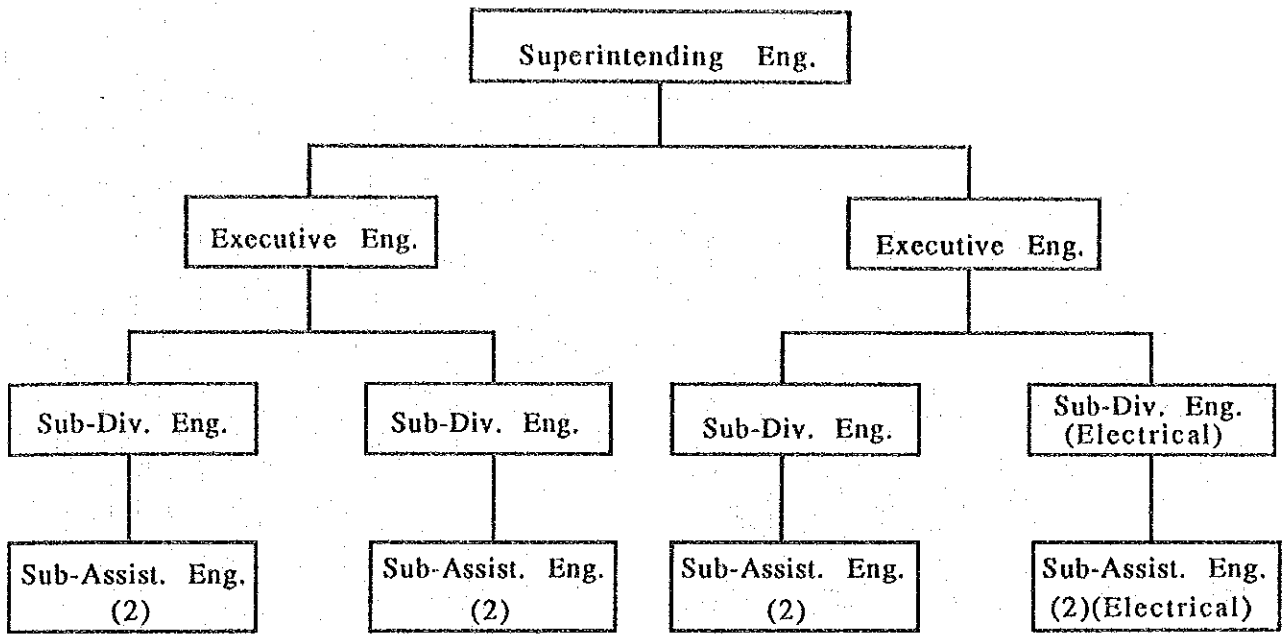 Superintending Eng.
Executive Eng.
Executive Eng.
Sub-Div. Eng.
Sub-Div. Eng.
Sub-Div. Eng.
Sub-Div. Eng.
(Electrical)
Sub-Assist. Eng.
(2)
Sub-Assist. Eng.
(2)
Sub-Assist. Eng.
(2)
Sub-Assist. Eng.
(2)(Electrical)